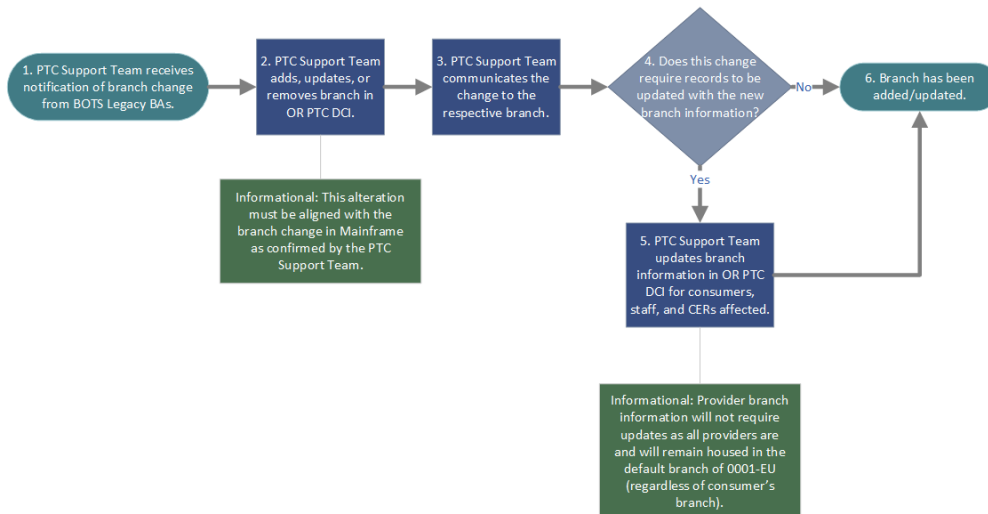 1. PTC Support Team receives
notification of branch change
from BOTS Legacy BAs.
2. PTC Support Team
adds, updates, or
removes branch in
OR PTC DCI.
3. PTC Support Team
communicates the
change to the
respective branch.
4. Does this change
require records to be
updated with the new
branch information?
No
6. Branch has been
added/updated.
Yes
Informational: This alteration
must be aligned with the
branch change in Mainframe
as confirmed by the PTC
Support Team.
5. PTC Support Team
updates branch
information in OR PTC
DCI for consumers,
staff, and CERs affected.
Informational: Provider branch
information will not require
updates as all providers are
and will remain housed in the
default branch of 0001-EU
(regardless of consumer’s
branch).